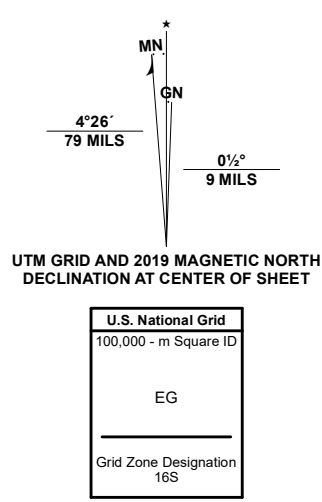 ★
MN
GN
4°26´
79 MILS
0½°
9 MILS
UTM GRID AND 2019 MAGNETIC NORTH
DECLINATION AT CENTER OF SHEET
U.S. National Grid
100,000 - m Square ID
EG
Grid Zone Designation
16S